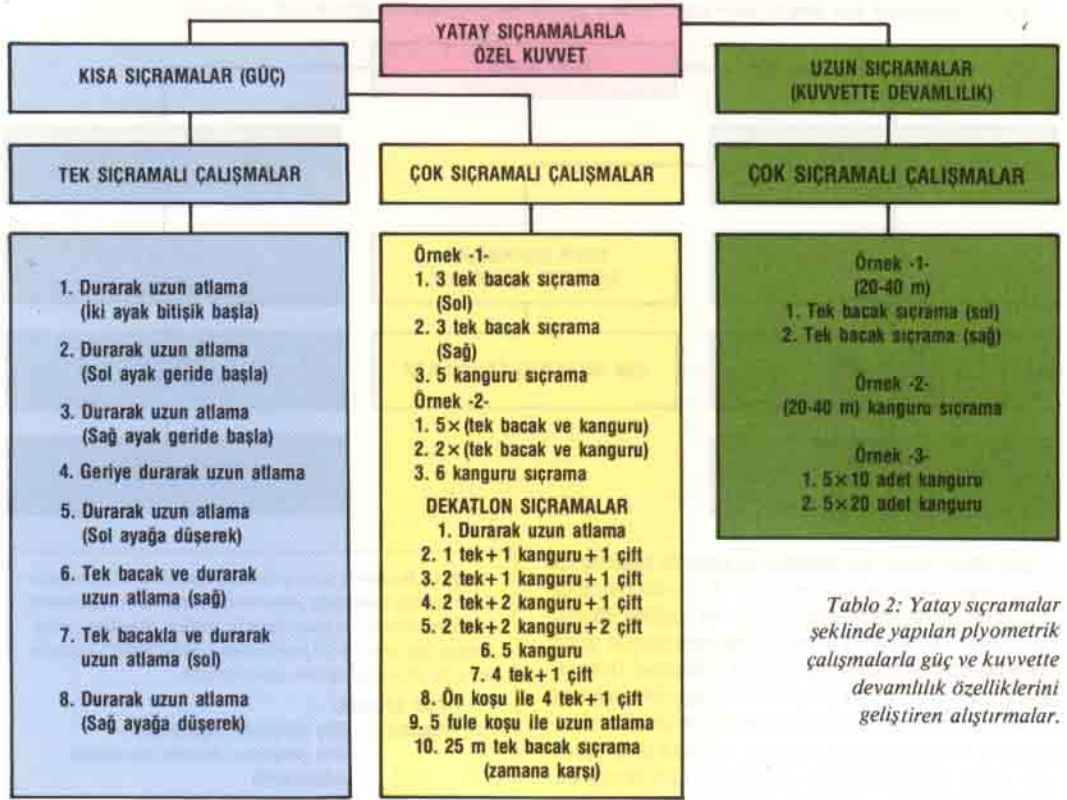 YATAY SIÇRAMALARLA
ÖZEL KUVVET
KISA SIÇRAMALAR (GÜÇ)
UZUN SIÇRAMALAR
(KUVVETTE DEVAMLILIK)
TEK SIÇRAMALI ÇALIŞMALAR
ÇOK SIÇRAMALI ÇALIŞMALAR
ÇOK SIÇRAMALI ÇALIŞMALAR
1. Durarak uzun atlama
(İki ayak bitişik başla)
2. Durarak uzun atlama
(Sol ayak geride başla)
3. Durarak uzun atlama
(Sağ ayak geride başla)
4. Geriye durarak uzun atlama
5. Durarak uzun atlama
(Sol ayağa düşerek)
6. Tek bacak ve durarak
uzun atlama (sağ)
7. Tek bacakla ve durarak
uzun atlama (sol)
8. Durarak uzun atlama
(Sağ ayağa düşerek)
Örnek -1-
1. 3 tek bacak sıçrama
(Sol)
2. 3 tek bacak sıçrama
(Sağ)
3. 5 kanguru sıçrama
Örnek -2-
1. 5×(tek bacak ve kanguru)
2. 2×(tek bacak ve kanguru)
3. 6 kanguru sıçrama
DEKATLON SIÇRAMALAR
1. Durarak uzun atlama
2. 1 tek+1 kanguru+1 çift
3. 2 tek+1 kanguru+1 çift
4. 2 tek+2 kanguru+1 çift
5. 2 tek+2 kanguru+2 çift
6. 5 kanguru
7. 4 tek+1 çift
8. Ön koşu ile 4 tek+1 çift
9. 5 fule koşu ile uzun atlama
10. 25 m tek bacak sıçrama
(zamana karşı)
Örnek -1-
(20-40 m)
1. Tek bacak sıçrama (sol)
2. Tek bacak sıçrama (sağ)
Örnek -2-
(20-40 m) kanguru sıçrama
Örnek -3-
1. 5×10 adet kanguru
2. 5×20 adet kanguru
Tablo 2: Yatay sıçramalar
şeklinde yapılan plyometrik
çalışmalarla güç ve kuvvette
devamlılık özelliklerini
geliştiren alıştırmalar.